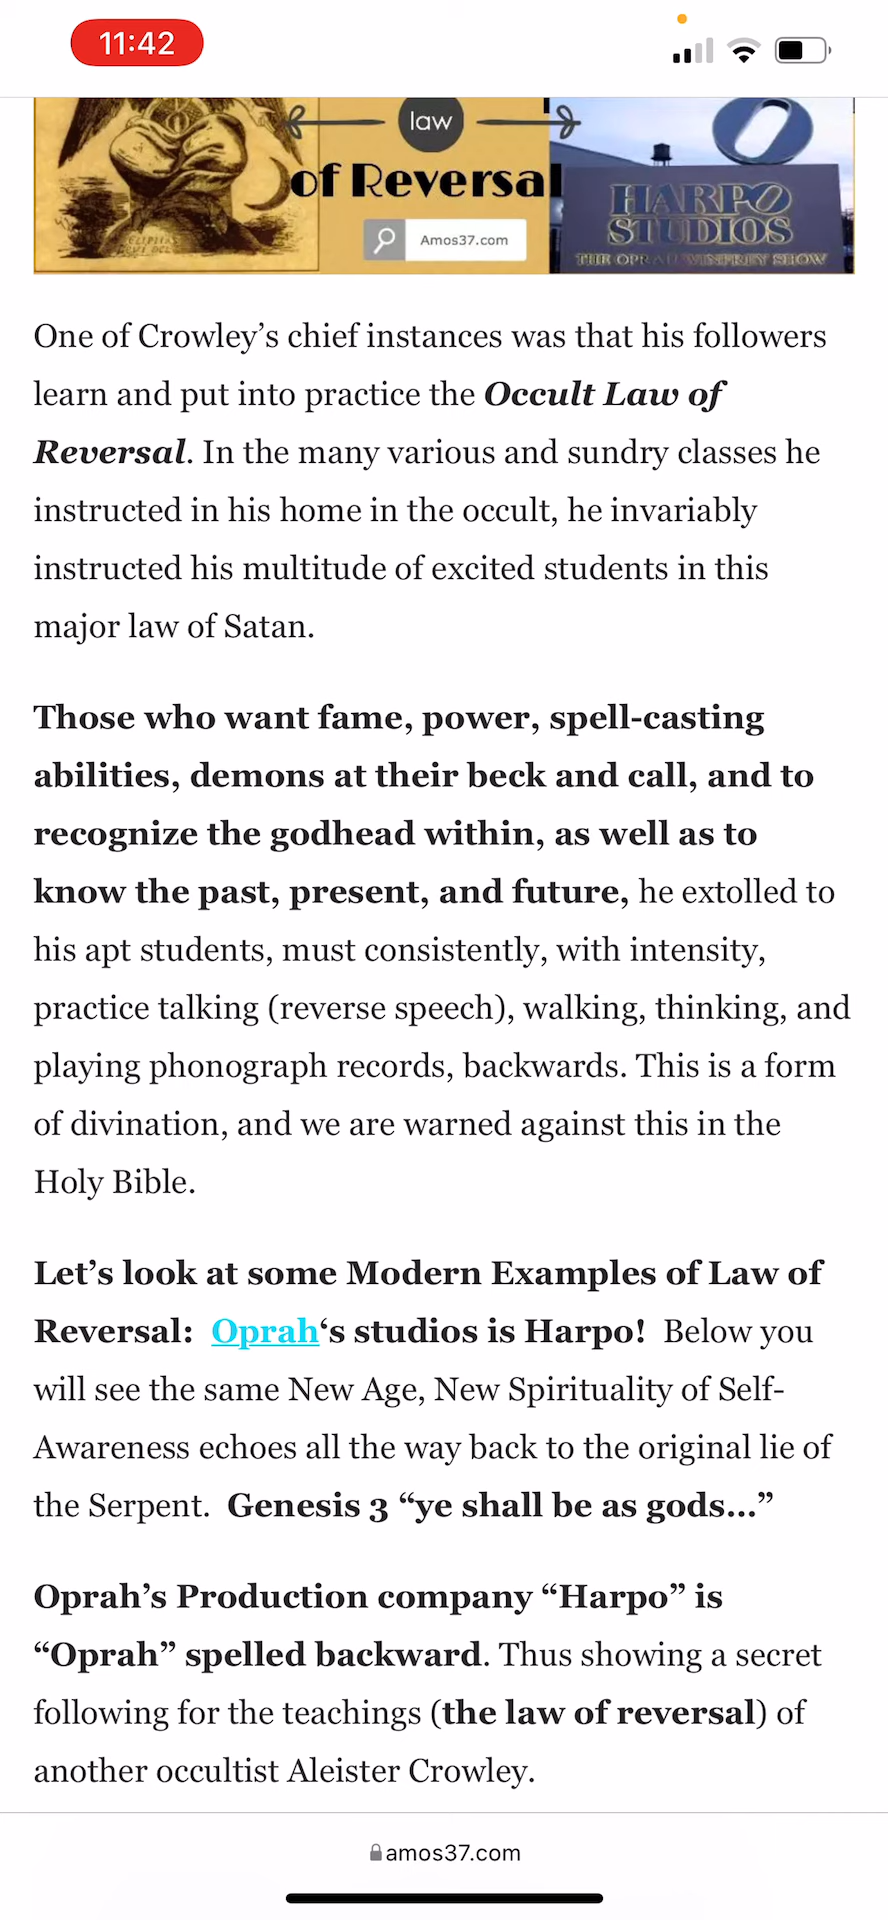 11:42
law
of Reversal
Amos37.com
HARPO
STUDIOS
THE OPRAH WINFREY SHOW
One of Crowley’s chief instances was that his followers
learn and put into practice the Occult Law of
Reversal. In the many various and sundry classes he
instructed in his home in the occult, he invariably
instructed his multitude of excited students in this
major law of Satan.
Those who want fame, power, spell-casting
abilities, demons at their beck and call, and to
recognize the godhead within, as well as to
know the past, present, and future, he extolled to
his apt students, must consistently, with intensity,
practice talking (reverse speech), walking, thinking, and
playing phonograph records, backwards. This is a form
of divination, and we are warned against this in the
Holy Bible.
Let’s look at some Modern Examples of Law of
Reversal:  Oprah‘s studios is Harpo!  Below you
will see the same New Age, New Spirituality of Self-
Awareness echoes all the way back to the original lie of
the Serpent.  Genesis 3 “ye shall be as gods…”
Oprah’s Production company “Harpo” is
“Oprah” spelled backward. Thus showing a secret
following for the teachings (the law of reversal) of
another occultist Aleister Crowley.
amos37.com